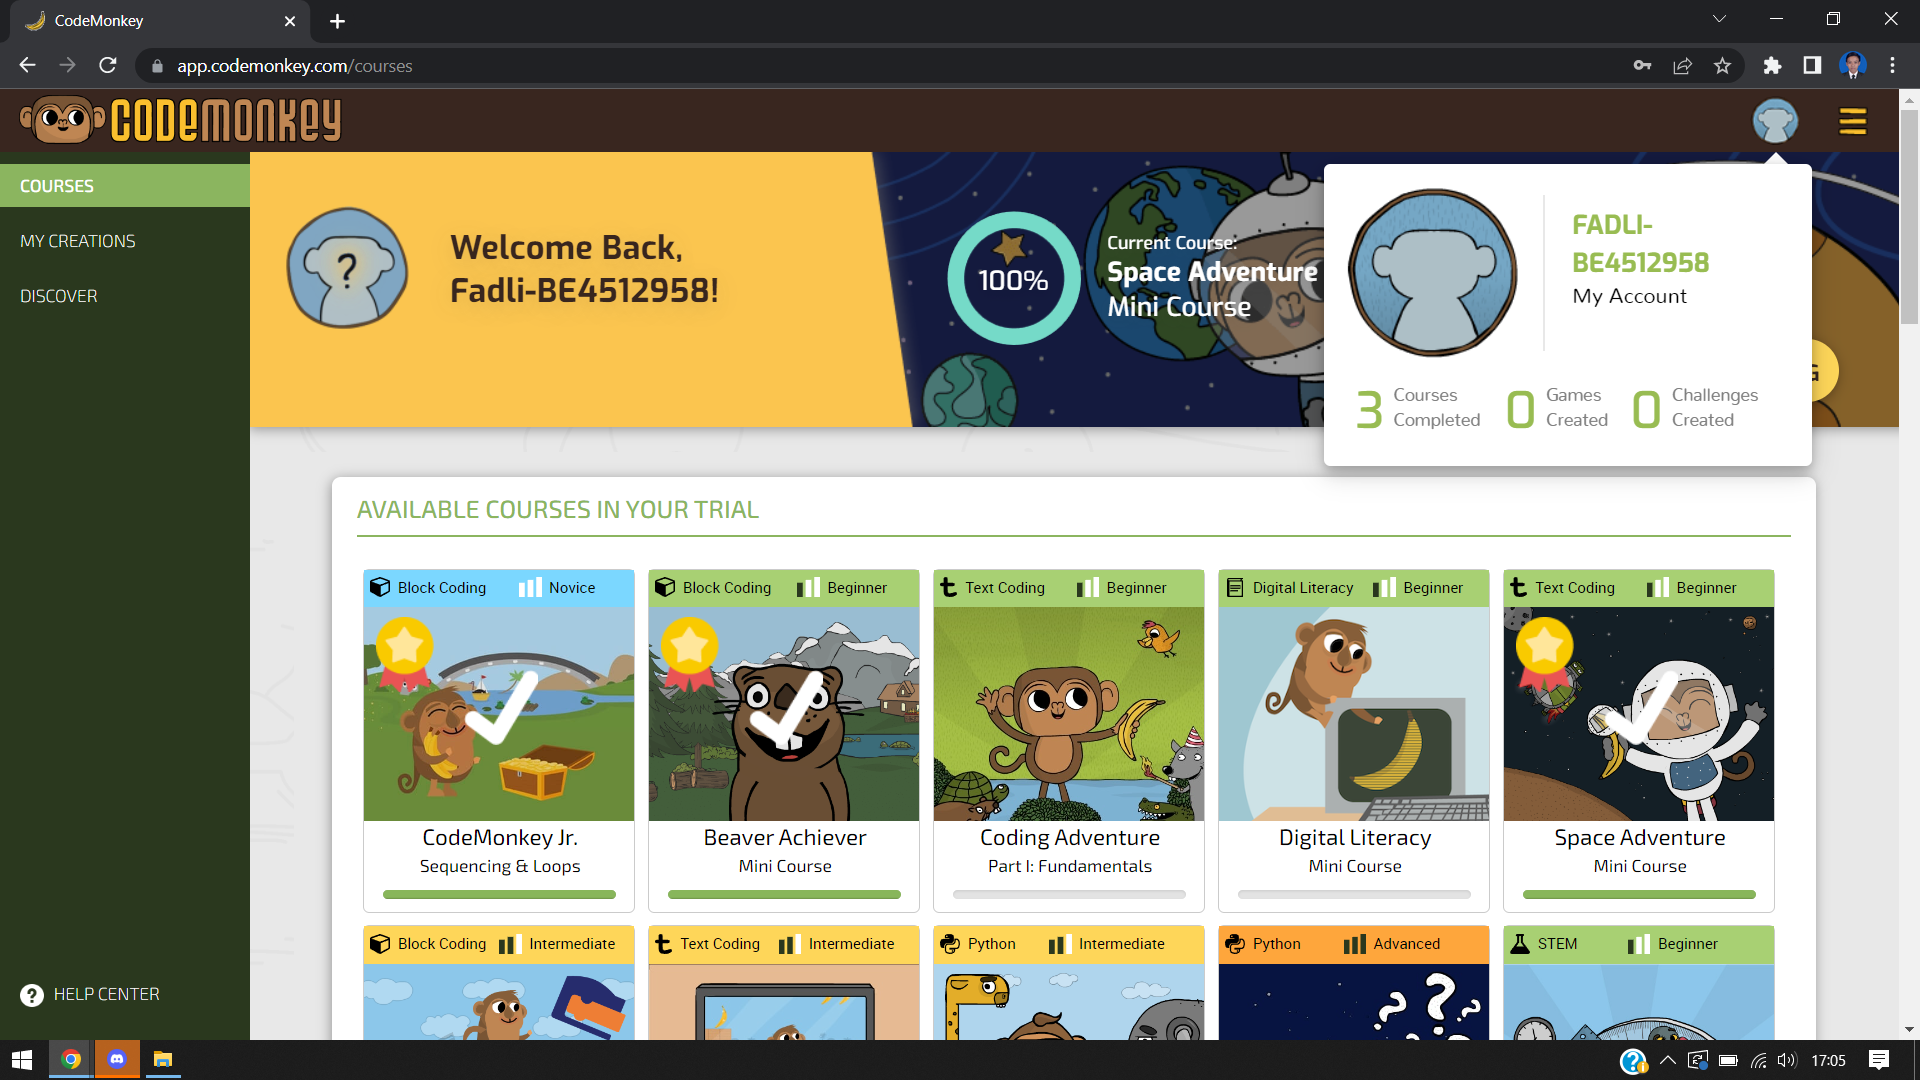 CodeMonkey
app.codemonkey.com/courses
CODEMONKEY
COURSES
MY CREATIONS
DISCOVER
HELP CENTER
Welcome Back,
Fadli-BE4512958!
100%
Current Course:
Space Adventure
Mini Course
FADLI-
BE4512958
My Account
3 Courses Completed
0 Games Created
0 Challenges Created
AVAILABLE COURSES IN YOUR TRIAL
Block Coding Novice
CodeMonkey Jr.
Sequencing & Loops
Block Coding Beginner
Beaver Achiever
Mini Course
Text Coding Beginner
Coding Adventure
Part I: Fundamentals
Digital Literacy Beginner
Digital Literacy
Mini Course
Text Coding Beginner
Space Adventure
Mini Course
Block Coding Intermediate
Text Coding Intermediate
Python Intermediate
Python Advanced
STEM Beginner
17:05